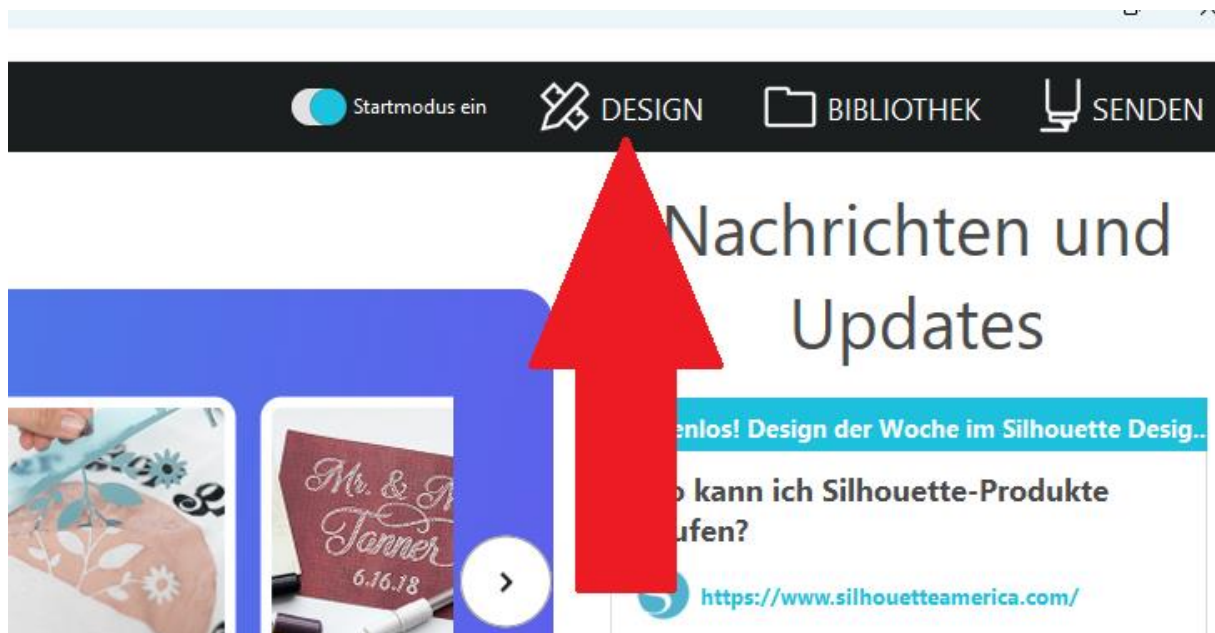 Startmodus ein
DESIGN
BIBLIOTHEK
SENDEN
Nachrichten und
Updates
Design der Woche im Silhouette
kann ich Silhouette-Produkte
Mr. &
Tanner
6.16.18
https://www.silhouetteamerica.com/